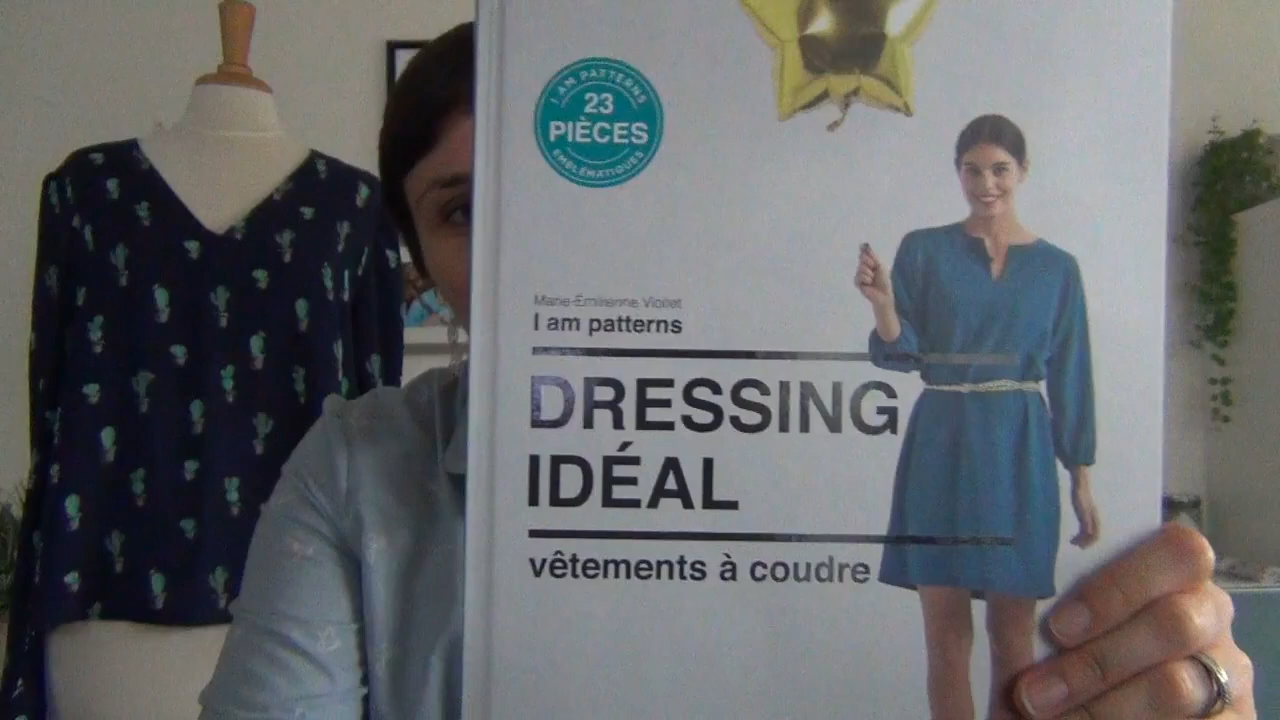 I AM PATTERNS
23
PIÈCES
EMBLÉMATIQUES
Marie-Émilienne Viollet
I am patterns
DRESSING
IDÉAL
vêtements à coudre